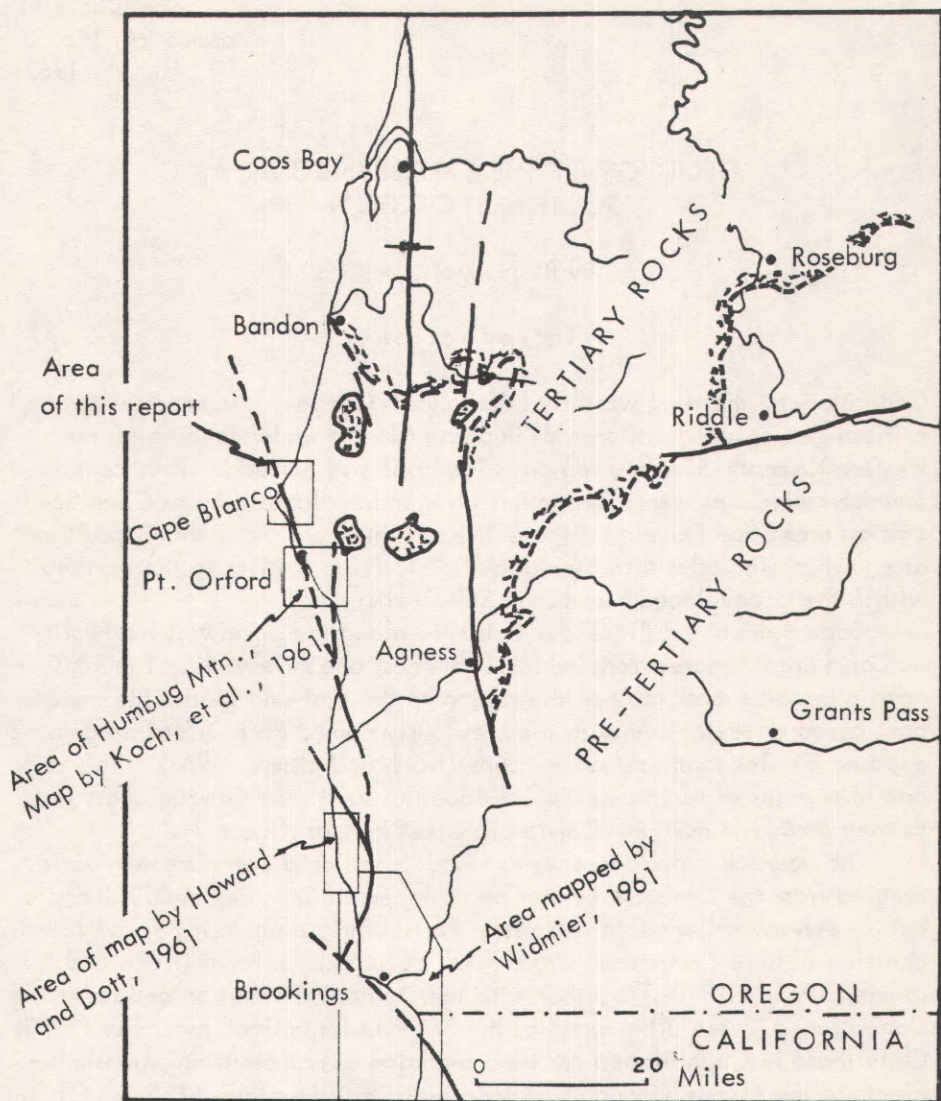 Coos Bay
TERTIARY ROCKS
Roseburg
Bandon
Area
of this report
Riddle
Cape Blanco
Pt. Orford
PRE-TERTIARY ROCKS
Agness
Area of Humbug Mtn.
Map by Koch et al., 1961
Grants Pass
Area of map by Howard
and Dott, 1961
Area mapped by
Widmier, 1961
Brookings
OREGON
CALIFORNIA
0 20
Miles